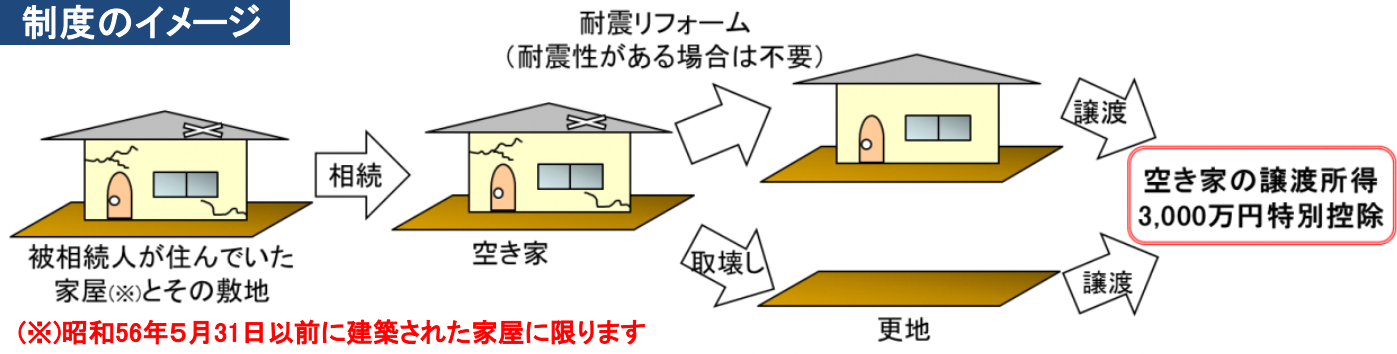 制度のイメージ
耐震リフォーム
（耐震性がある場合は不要）
相続
譲渡
空き家の譲渡所得
3,000万円特別控除
被相続人が住んでいた
家屋(※)とその敷地
空き家
取壊し
譲渡
更地
(※)昭和56年５月31日以前に建築された家屋に限ります